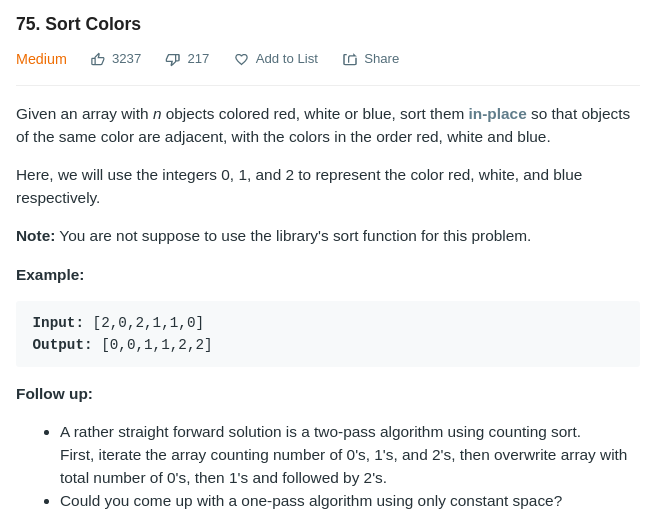 75. Sort Colors
Medium 3237 217 Add to List Share
Given an array with n objects colored red, white or blue, sort them in-place so that objects
of the same color are adjacent, with the colors in the order red, white and blue.
Here, we will use the integers 0, 1, and 2 to represent the color red, white, and blue
respectively.
Note: You are not suppose to use the library's sort function for this problem.
Example:
Input: [2,0,2,1,1,0]
Output: [0,0,1,1,2,2]
Follow up:
• A rather straight forward solution is a two-pass algorithm using counting sort.
First, iterate the array counting number of 0's, 1's, and 2's, then overwrite array with
total number of 0's, then 1's and followed by 2's.
• Could you come up with a one-pass algorithm using only constant space?